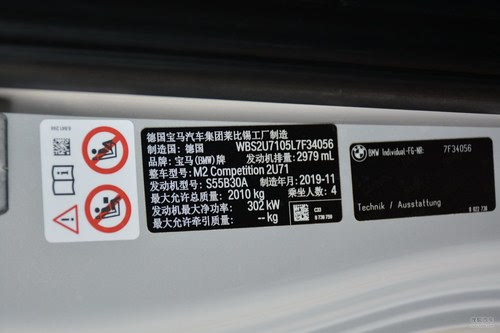 德国宝马汽车集团莱比锡工厂制造
制造国：德国 WBS2U7105L7F34056
品牌：宝马(BMW)牌 发动机排量：2979 mL
整车型号：M2 Competition 2U71
发动机型号：S55B30A 制造年月：2019-11
最大允许总质量：2010 kg 乘坐人数：4
发动机最大净功率：302 kW
最大允许牵引质量：-- kg
C33
BMW Individual-FG-NR: 7F34056
Technik / Ausstattung